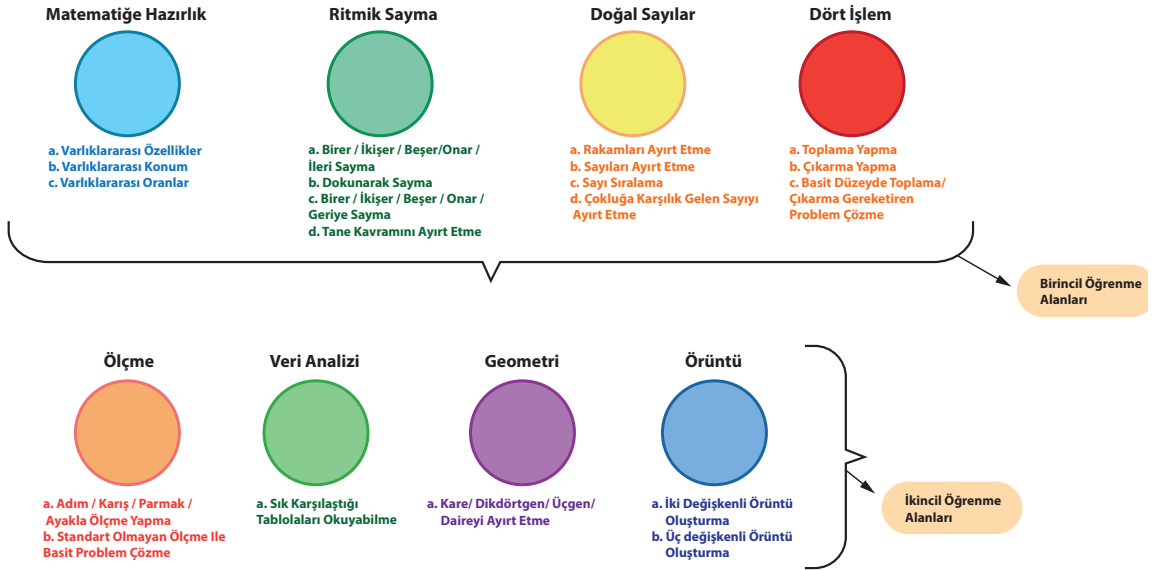 Matematiğe Hazırlık
a. Varlıklararası Özellikler
b. Varlıklararası Konum
c. Varlıklararası Oranlar
Ritmik Sayma
a. Birer / İkişer / Beşer/Onar /
İleri Sayma
b. Dokunarak Sayma
c. Birer / İkişer / Beşer / Onar /
Geriye Sayma
d. Tane Kavramını Ayırt Etme
Doğal Sayılar
a. Rakamları Ayırt Etme
b. Sayıları Ayırt Etme
c. Sayı Sıralama
d. Çokluğa Karşılık Gelen Sayıyı
Ayırt Etme
Dört İşlem
a. Toplama Yapma
b. Çıkarma Yapma
c. Basit Düzeyde Toplama/
Çıkarma Gereketiren
Problem Çözme
Birincil Öğrenme
Alanları
Ölçme
a. Adım / Karış / Parmak /
Ayakla Ölçme Yapma
b. Standart Olmayan Ölçme Ile
Basit Problem Çözme
Veri Analizi
a. Sık Karşılaştığı
Tablolaları Okuyabilme
Geometri
a. Kare/ Dikdörtgen/ Üçgen/
Daireyi Ayırt Etme
Örüntü
a. İki Değişkenli Örüntü
Oluşturma
b. Üç değişkenli Örüntü
Oluşturma
İkincil Öğrenme
Alanları